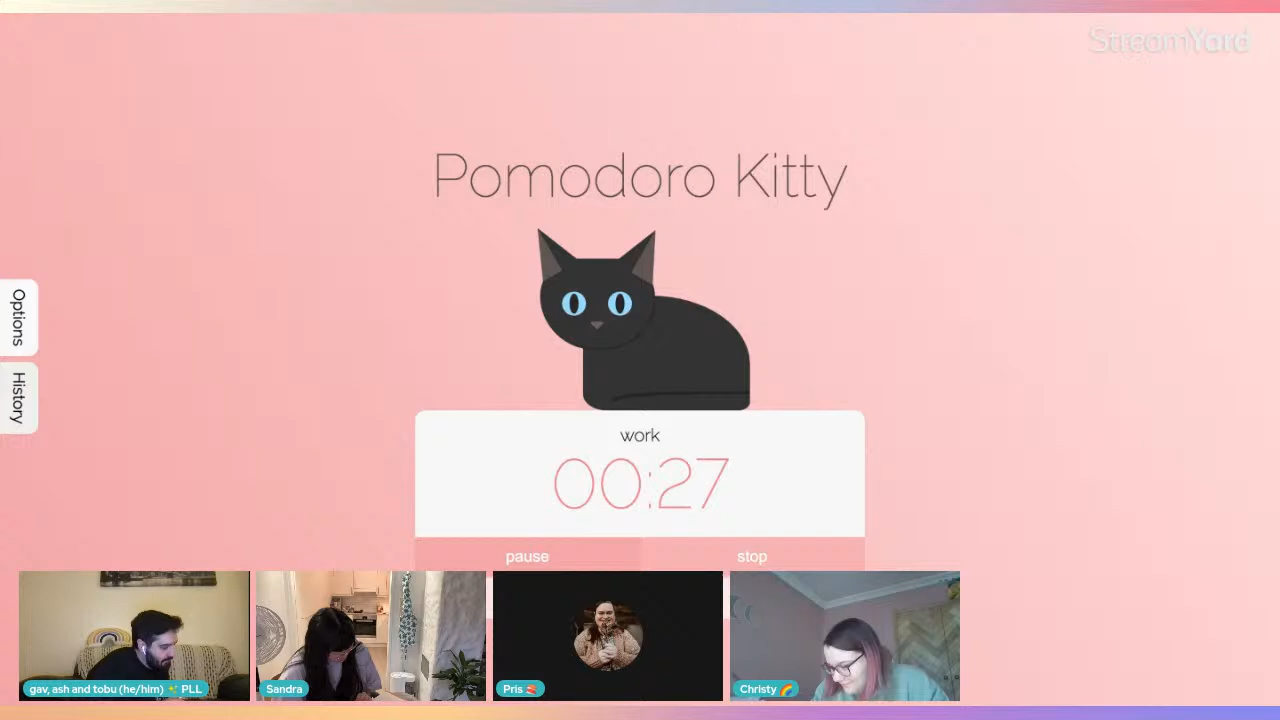 StreamYard
Pomodoro Kitty
Options
History
work
00:27
pause
stop
gav, ash and tobu (he/him) ✨ PLL
Sandra
Pris
Christy 🌈